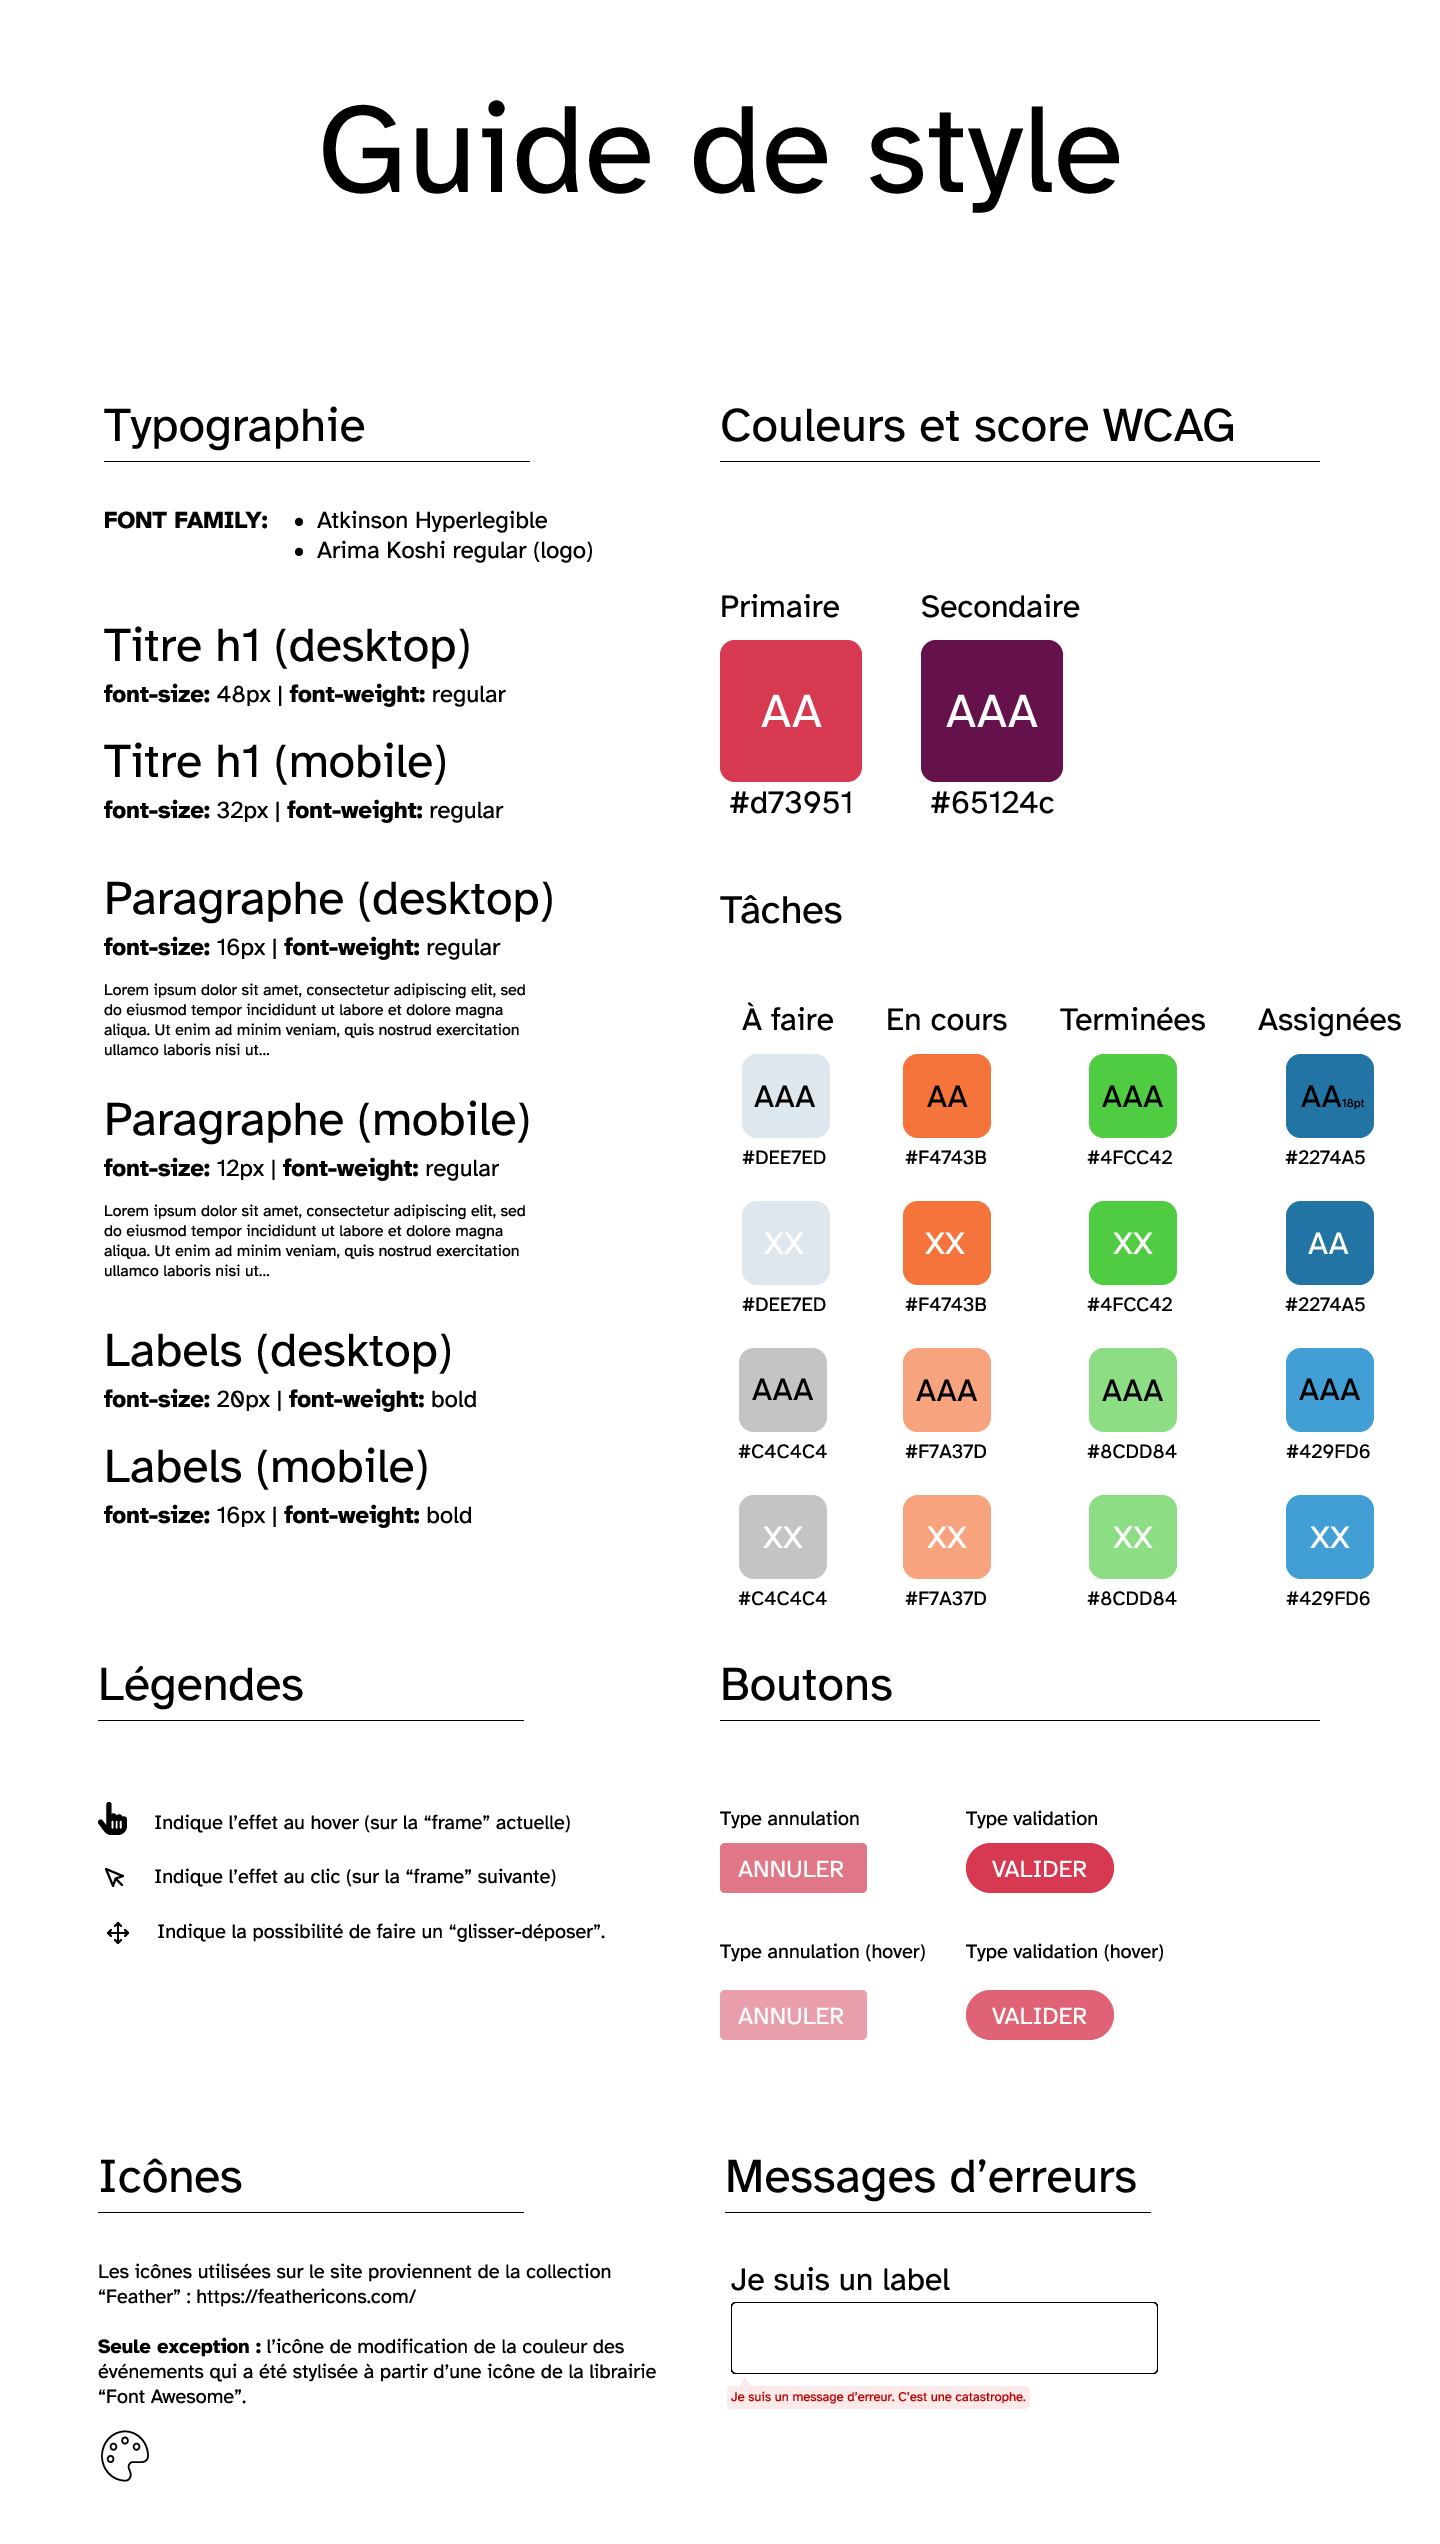 Guide de style
Typographie
FONT FAMILY:
• Atkinson Hyperlegible
• Arima Koshi regular (logo)
Titre h1 (desktop)
font-size: 48px | font-weight: regular
Titre h1 (mobile)
font-size: 32px | font-weight: regular
Paragraphe (desktop)
font-size: 16px | font-weight: regular
Lorem ipsum dolor sit amet, consectetur adipiscing elit, sed
do eiusmod tempor incididunt ut labore et dolore magna
aliqua. Ut enim ad minim veniam, quis nostrud exercitation
ullamco laboris nisi ut...
Paragraphe (mobile)
font-size: 12px | font-weight: regular
Lorem ipsum dolor sit amet, consectetur adipiscing elit, sed
do eiusmod tempor incididunt ut labore et dolore magna
aliqua. Ut enim ad minim veniam, quis nostrud exercitation
ullamco laboris nisi ut...
Labels (desktop)
font-size: 20px | font-weight: bold
Labels (mobile)
font-size: 16px | font-weight: bold
Couleurs et score WCAG
Primaire Secondaire
AA AAA
#d73951 #65124c
Tâches
À faire En cours Terminées Assignées
AAA AA AAA AA18pt
#DEE7ED #F4743B #4FCC42 #2274A5
XX XX XX AA
#DEE7ED #F4743B #4FCC42 #2274A5
AAA AAA AAA AAA
#C4C4C4 #F7A37D #8CDD84 #429FD6
XX XX XX XX
#C4C4C4 #F7A37D #8CDD84 #429FD6
Légendes
Indique l’effet au hover (sur la “frame” actuelle)
Indique l’effet au clic (sur la “frame” suivante)
Indique la possibilité de faire un “glisser-déposer”.
Boutons
Type annulation Type validation
ANNULER VALIDER
Type annulation (hover) Type validation (hover)
ANNULER VALIDER
Icônes
Les icônes utilisées sur le site proviennent de la collection
“Feather” : https://feathericons.com/
Seule exception : l’icône de modification de la couleur des
événements qui a été stylisée à partir d’une icône de la librairie
“Font Awesome”.
Messages d’erreurs
Je suis un label
Je suis un message d’erreur. C’est une catastrophe.